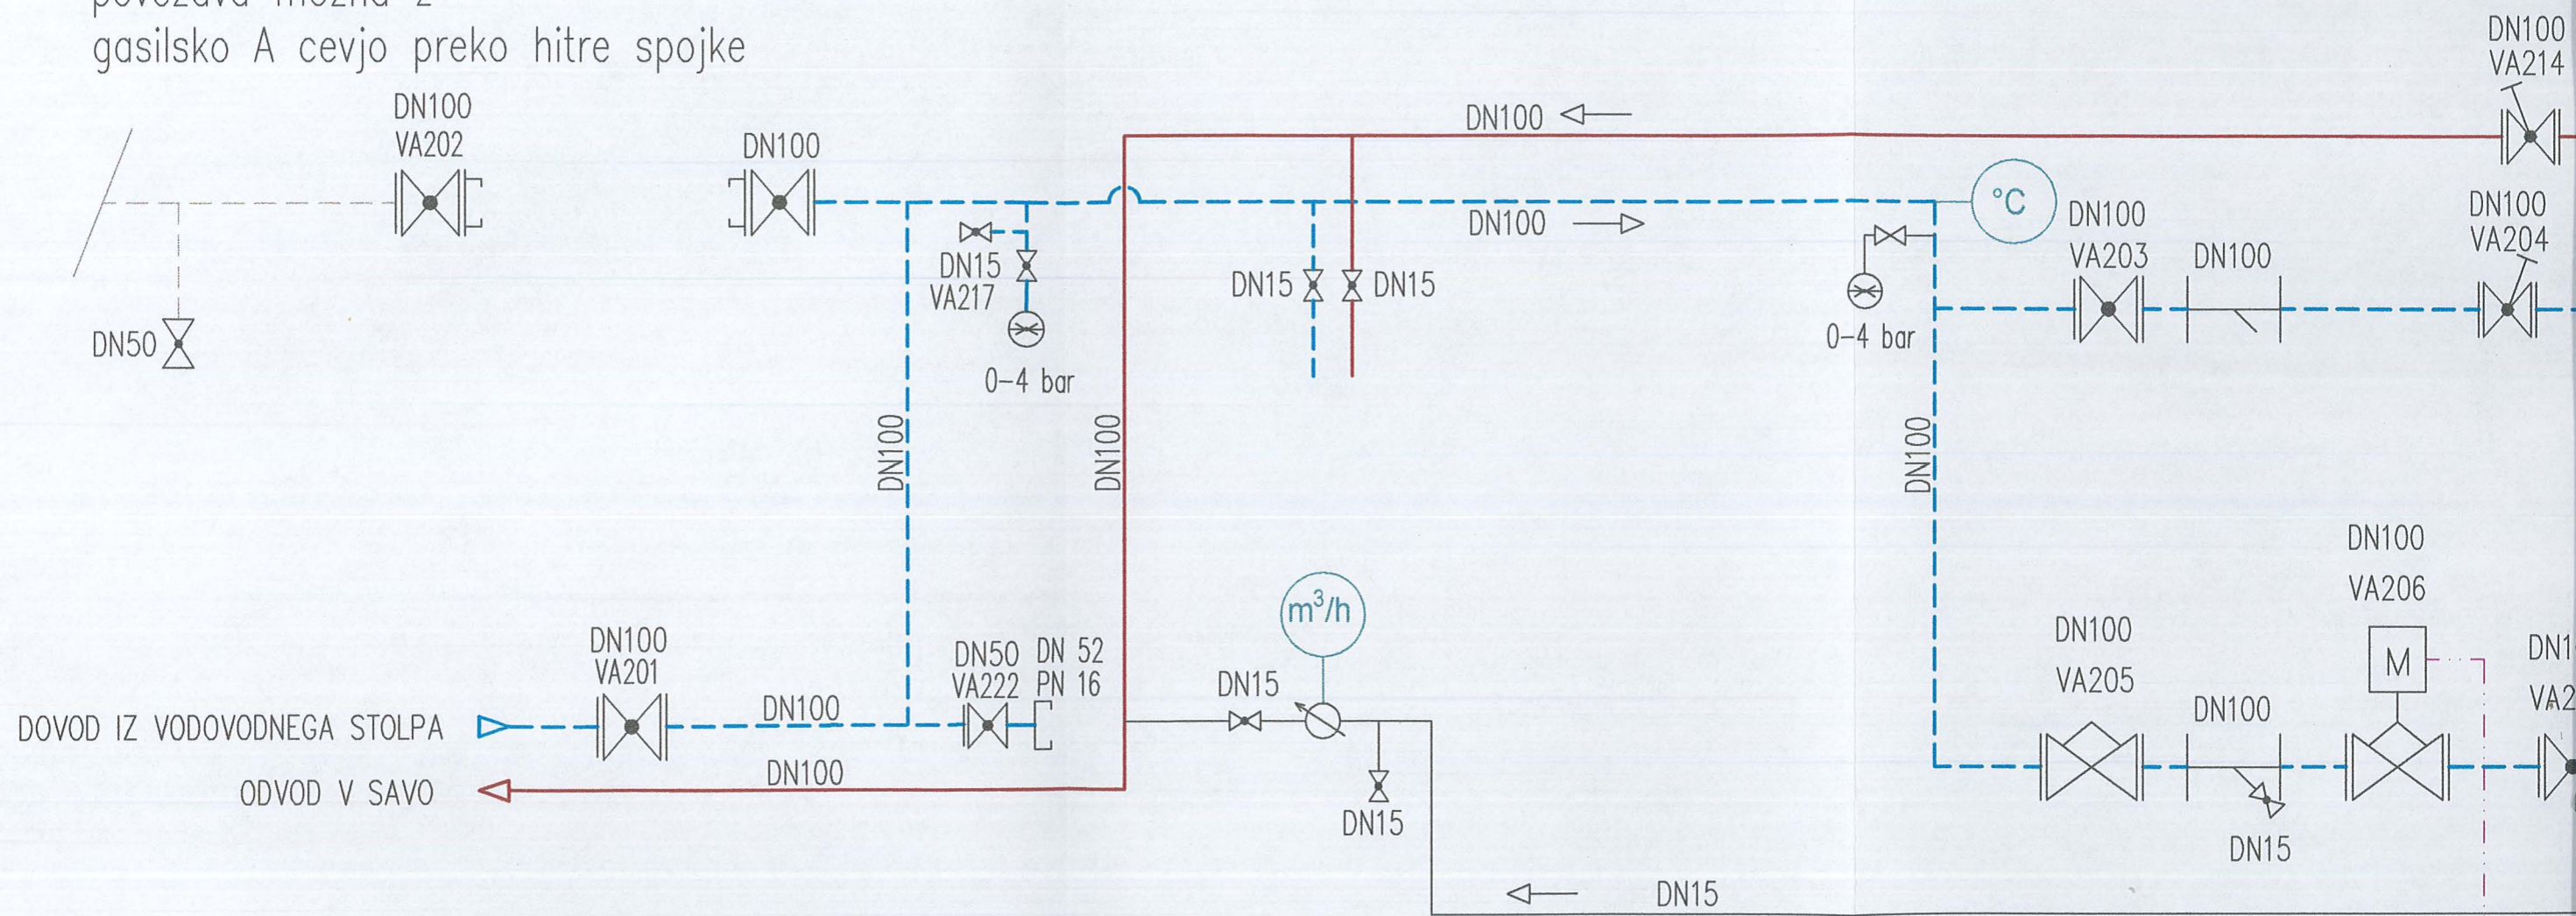 gasilsko A cevjo preko hitre spojke
DN100
VA214
DN100
VA202
DN100
DN100
°C
DN100
DN100
VA203
DN100
DN100
VA204
DN15
VA217
DN15
DN15
0-4 bar
DN50
0-4 bar
DN100
DN100
DN100
DN100
VA206
m³/h
DN100
VA201
DN50
VA222
DN 52
PN 16
DN15
DN100
VA205
M
DN100
DN100
DOVOD IZ VODOVODNEGA STOLPA
DN100
ODVOD V SAVO
DN15
DN15
DN15